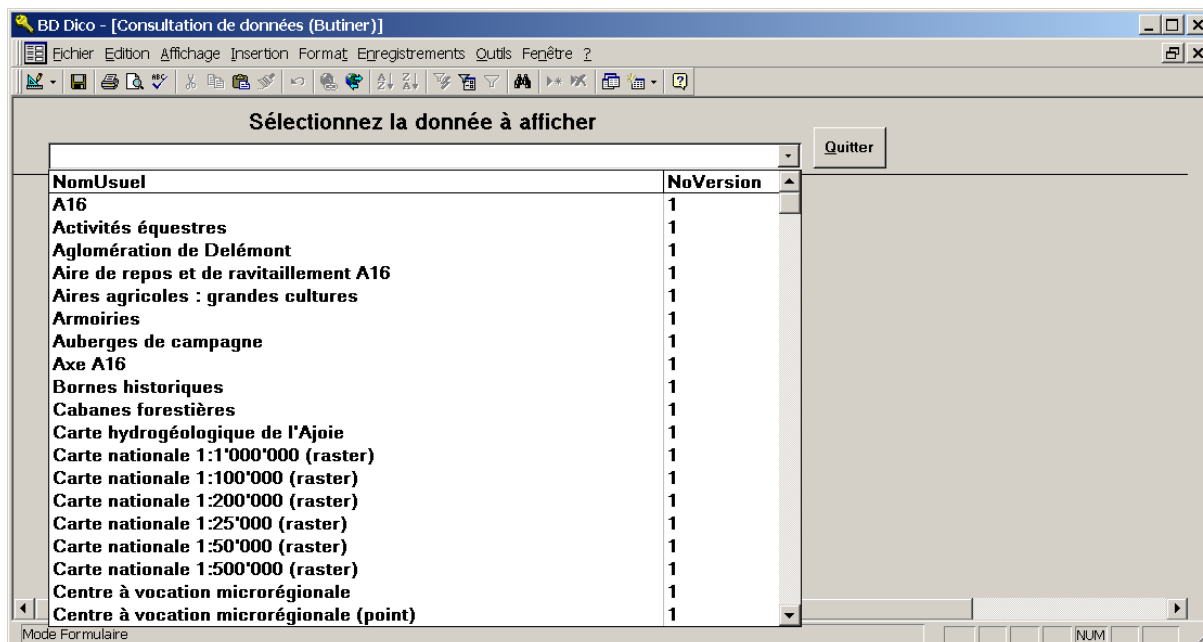 BD Dico - [Consultation de données (Butiner)]
Fichier Edition Affichage Insertion Format Enregistrements Outils Fenêtre ?
Sélectionnez la donnée à afficher
Quitter
NomUsuel NoVersion
A16 1
Activités équestres 1
Aglomération de Delémont 1
Aire de repos et de ravitaillement A16 1
Aires agricoles : grandes cultures 1
Armoiries 1
Auberges de campagne 1
Axe A16 1
Bornes historiques 1
Cabanes forestières 1
Carte hydrogéologique de l'Ajoie 1
Carte nationale 1:1'000'000 (raster) 1
Carte nationale 1:100'000 (raster) 1
Carte nationale 1:200'000 (raster) 1
Carte nationale 1:25'000 (raster) 1
Carte nationale 1:50'000 (raster) 1
Carte nationale 1:500'000 (raster) 1
Centre à vocation microrégionale 1
Centre à vocation microrégionale (point) 1
Mode Formulaire NUM